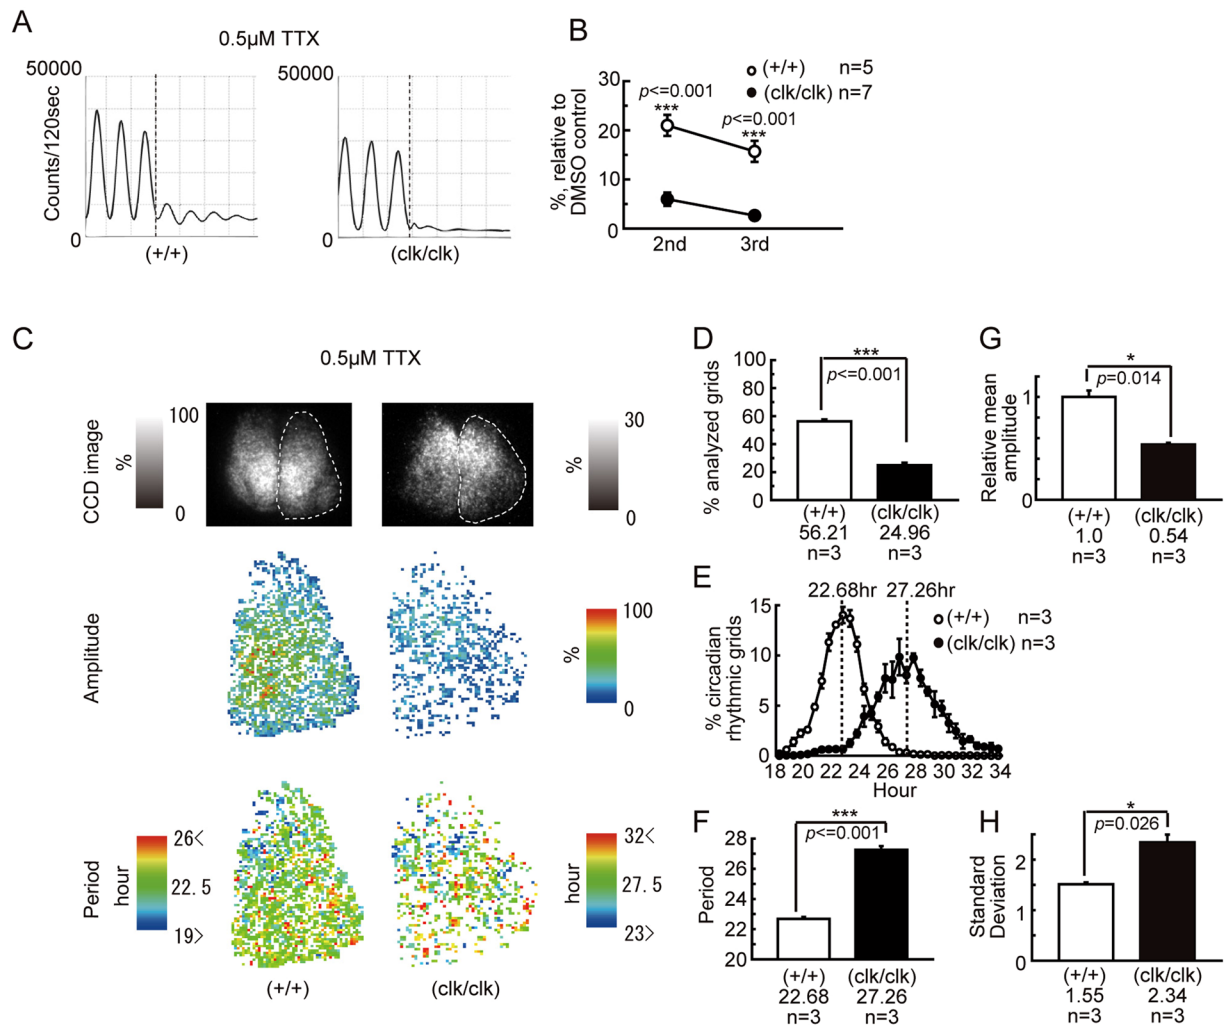 A
0.5µM TTX
50000
Counts/120sec
0
(+/+)
50000
0
(clk/clk)
B
(+/+) n=5
(clk/clk) n=7
%, relative to
DMSO control
30
20
10
0
p<=0.001
***
p<=0.001
***
2nd
3rd
C
0.5µM TTX
CCD image
%
100
0
%
30
0
Amplitude
%
100
0
Period
hour
26<
22.5
19>
hour
32<
27.5
23>
(+/+)
(clk/clk)
D
% analyzed grids
100
80
60
40
20
0
***
p<=0.001
(+/+)
56.21
n=3
(clk/clk)
24.96
n=3
G
Relative mean
amplitude
1
0
*
p=0.014
(+/+)
1.0
n=3
(clk/clk)
0.54
n=3
E
22.68hr 27.26hr
(+/+) n=3
(clk/clk) n=3
% circadian
rhythmic grids
15
10
5
0
18 20 22 24 26 28 30 32 34
Hour
F
Period
28
26
24
22
20
***
p<=0.001
(+/+)
22.68
n=3
(clk/clk)
27.26
n=3
H
Standard
Deviation
2
1
0
*
p=0.026
(+/+)
1.55
n=3
(clk/clk)
2.34
n=3